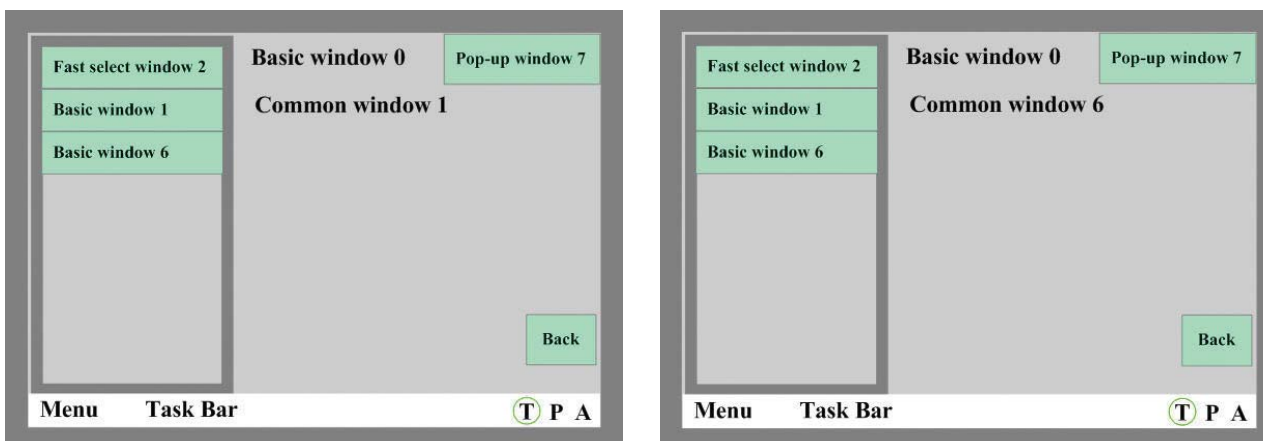 Fast select window 2
Basic window 1
Basic window 6
Basic window 0
Pop-up window 7
Common window 1
Back
Menu Task Bar T P A
Fast select window 2
Basic window 1
Basic window 6
Basic window 0
Pop-up window 7
Common window 6
Back
Menu Task Bar T P A